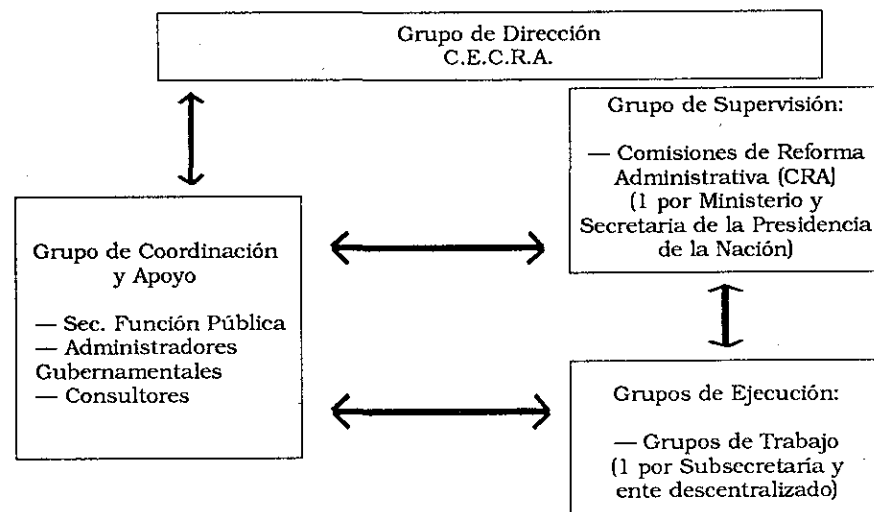 Grupo de Dirección
C.E.C.R.A.
Grupo de Supervisión:
— Comisiones de Reforma
Administrativa (CRA)
(1 por Ministerio y
Secretaria de la Presidencia
de la Nación)
Grupo de Coordinación
y Apoyo
— Sec. Función Pública
— Administradores
Gubernamentales
— Consultores
Grupos de Ejecución:
— Grupos de Trabajo
(1 por Subsecretaría y
ente descentralizado)